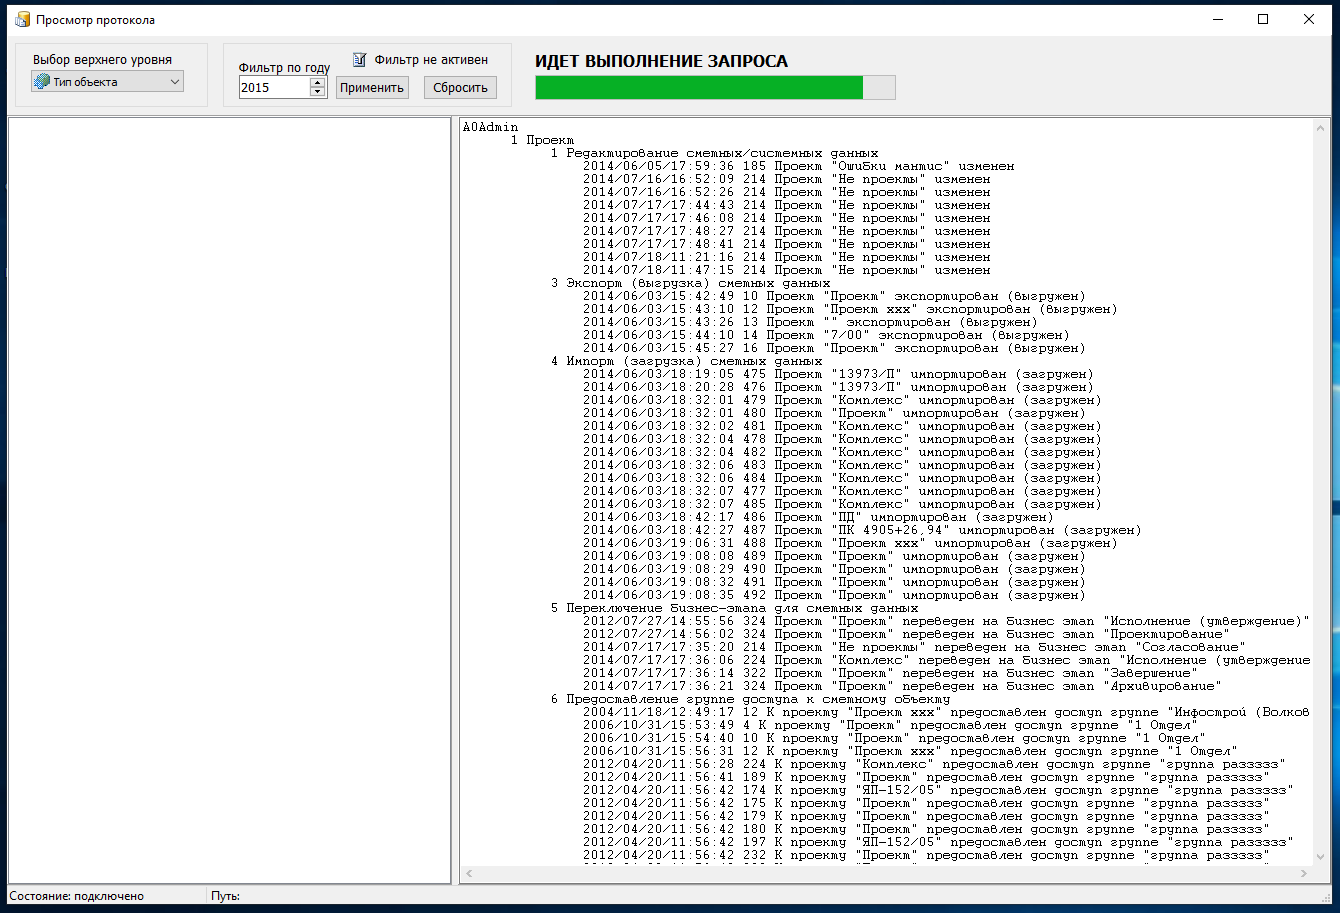 Просмотр протокола
Выбор верхнего уровня
Тип объекта
Фильтр по году
Фильтр не активен
2015
Применить
Сбросить
ИДЕТ ВЫПОЛНЕНИЕ ЗАПРОСА
A0Admin
1 Проект
1 Редактирование сметных/системных данных
2014/06/05/17:59:36 185 Проект "Ошибки мантис" изменен
2014/07/16/16:52:09 214 Проект "Не проекты" изменен
2014/07/16/16:52:26 214 Проект "Не проекты" изменен
2014/07/17/17:44:43 214 Проект "Не проекты" изменен
2014/07/17/17:46:08 214 Проект "Не проекты" изменен
2014/07/17/17:48:27 214 Проект "Не проекты" изменен
2014/07/17/17:48:41 214 Проект "Не проекты" изменен
2014/07/18/11:21:16 214 Проект "Не проекты" изменен
2014/07/18/11:47:15 214 Проект "Не проекты" изменен
3 Экспорт (выгрузка) сметных данных
2014/06/03/15:42:49 10 Проект "Проект" экспортирован (выгружен)
2014/06/03/15:43:10 12 Проект "Проект xxx" экспортирован (выгружен)
2014/06/03/15:43:26 13 Проект "" экспортирован (выгружен)
2014/06/03/15:44:10 14 Проект "7/00" экспортирован (выгружен)
2014/06/03/15:45:27 16 Проект "Проект" экспортирован (выгружен)
4 Импорт (загрузка) сметных данных
2014/06/03/18:19:05 475 Проект "13973/П" импортирован (загружен)
2014/06/03/18:20:28 476 Проект "13973/П" импортирован (загружен)
2014/06/03/18:32:01 479 Проект "Комплекс" импортирован (загружен)
2014/06/03/18:32:01 480 Проект "Проект" импортирован (загружен)
2014/06/03/18:32:02 481 Проект "Комплекс" импортирован (загружен)
2014/06/03/18:32:04 478 Проект "Комплекс" импортирован (загружен)
2014/06/03/18:32:04 482 Проект "Комплекс" импортирован (загружен)
2014/06/03/18:32:06 483 Проект "Комплекс" импортирован (загружен)
2014/06/03/18:32:06 484 Проект "Комплекс" импортирован (загружен)
2014/06/03/18:32:07 477 Проект "Комплекс" импортирован (загружен)
2014/06/03/18:32:07 485 Проект "Комплекс" импортирован (загружен)
2014/06/03/18:42:17 486 Проект "ПД" импортирован (загружен)
2014/06/03/18:42:27 487 Проект "ПК 4905+26,94" импортирован (загружен)
2014/06/03/19:06:31 488 Проект "Проект xxx" импортирован (загружен)
2014/06/03/19:08:08 489 Проект "Проект" импортирован (загружен)
2014/06/03/19:08:29 490 Проект "Проект" импортирован (загружен)
2014/06/03/19:08:32 491 Проект "Проект" импортирован (загружен)
2014/06/03/19:08:35 492 Проект "Проект" импортирован (загружен)
5 Переключение бизнес-этапа для сметных данных
2012/07/27/14:55:56 324 Проект "Проект" переведен на бизнес этап "Исполнение (утверждение)"
2012/07/27/14:56:02 324 Проект "Проект" переведен на бизнес этап "Проектирование"
2014/07/17/17:35:20 214 Проект "Не проекты" переведен на бизнес этап "Согласование"
2014/07/17/17:36:06 224 Проект "Комплекс" переведен на бизнес этап "Исполнение (утверждение
2014/07/17/17:36:14 322 Проект "Проект" переведен на бизнес этап "Завершение"
2014/07/17/17:36:21 324 Проект "Проект" переведен на бизнес этап "Архивирование"
6 Предоставление группе доступа к сметному объекту
2004/11/18/12:49:17 12 К проекту "Проект xxx" предоставлен доступ группе "Инфострой (Волков
2006/10/31/15:53:49 4 К проекту "Проект" предоставлен доступ группе "1 Отдел"
2006/10/31/15:54:40 10 К проекту "Проект" предоставлен доступ группе "1 Отдел"
2006/10/31/15:56:31 12 К проекту "Проект xxx" предоставлен доступ группе "1 Отдел"
2012/04/20/11:56:28 224 К проекту "Комплекс" предоставлен доступ группе "группа раззззз"
2012/04/20/11:56:41 189 К проекту "Проект" предоставлен доступ группе "группа раззззз"
2012/04/20/11:56:42 174 К проекту "ЯП-152/05" предоставлен доступ группе "группа раззззз"
2012/04/20/11:56:42 175 К проекту "Проект" предоставлен доступ группе "группа раззззз"
2012/04/20/11:56:42 179 К проекту "Проект" предоставлен доступ группе "группа раззззз"
2012/04/20/11:56:42 180 К проекту "Проект" предоставлен доступ группе "группа раззззз"
2012/04/20/11:56:42 197 К проекту "ЯП-152/05" предоставлен доступ группе "группа раззззз"
2012/04/20/11:56:42 232 К проекту "Проект" предоставлен доступ группе "группа раззззз"
Состояние: подключено
Путь: